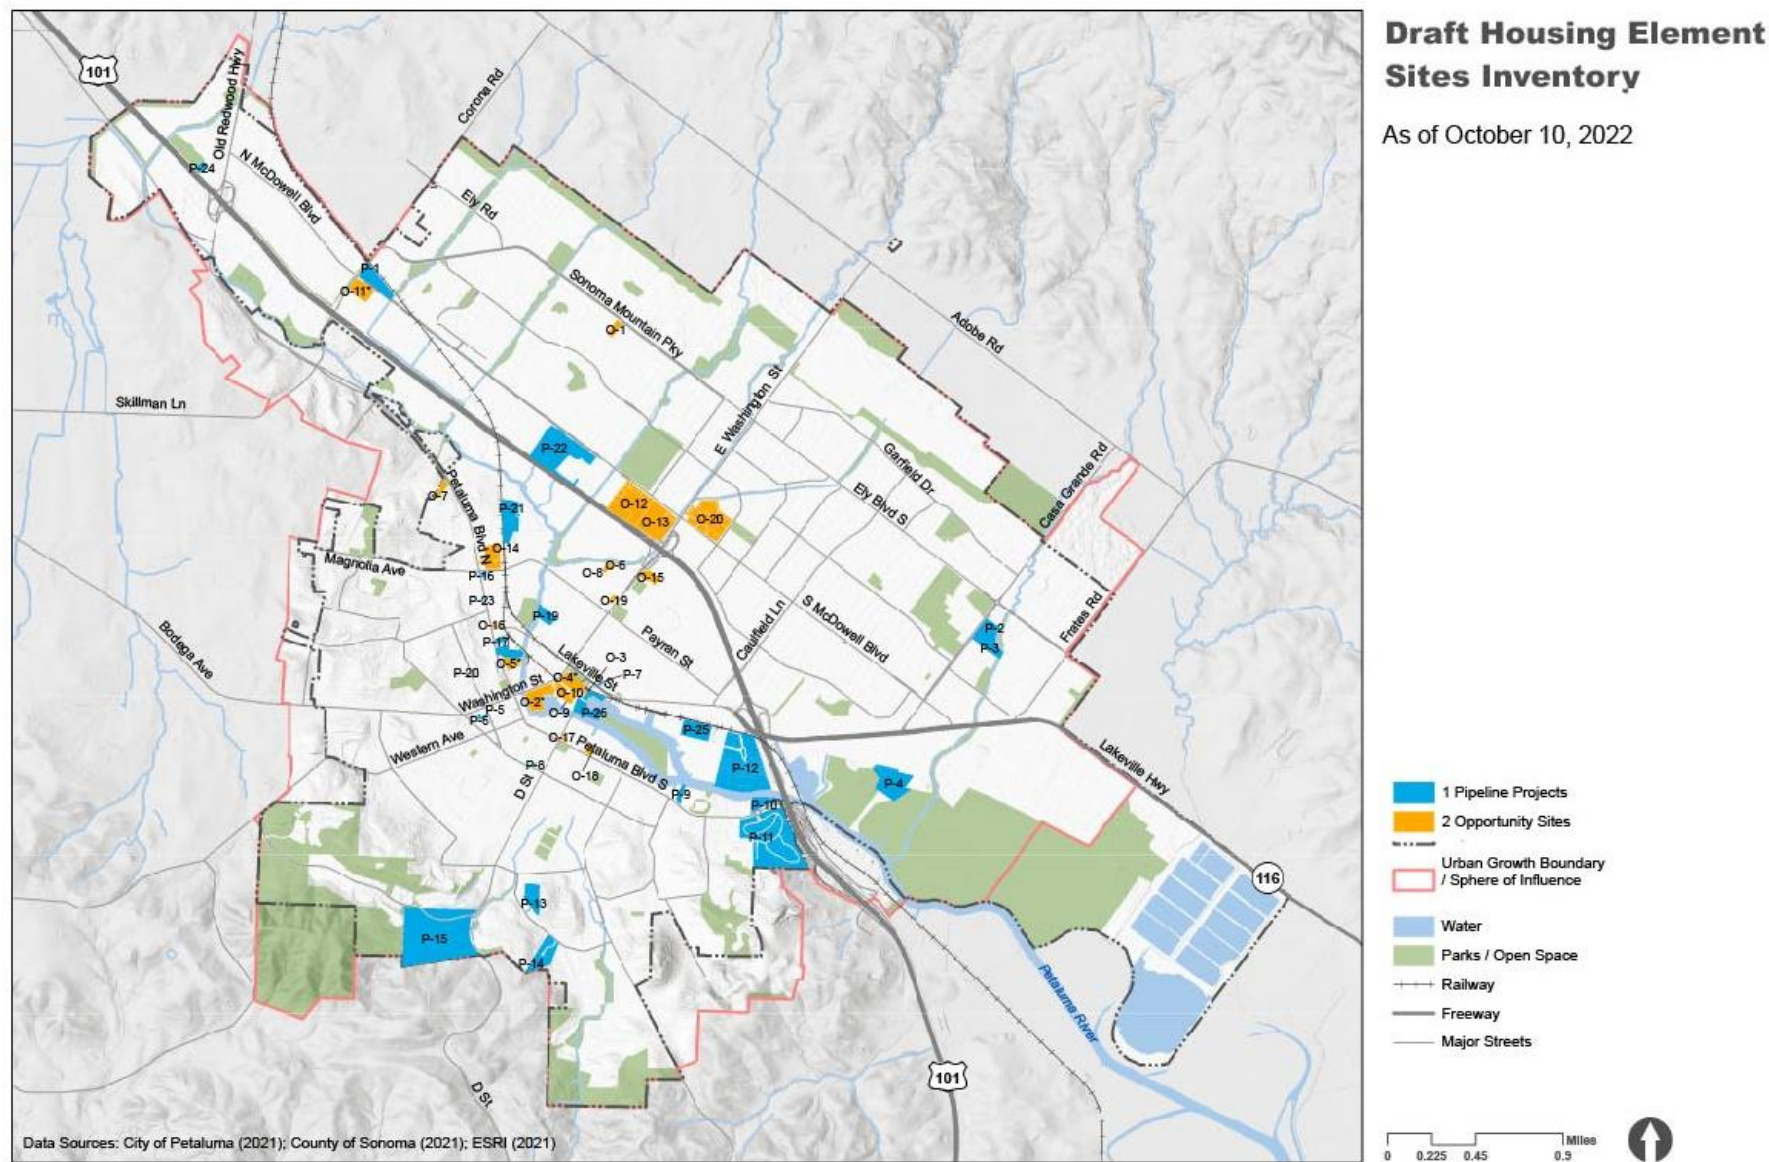 Draft Housing Element
Sites Inventory
As of October 10, 2022
101
Old Redwood Hwy
Corona Rd
P-24
N McDowell Blvd
Ely Rd
P-1
O-11*
Sonoma Mountain Pky
O-1
Adobe Rd
Skillman Ln
E Washington St
P-22
Garfield Dr
Casa Grande Rd
O-7
Petaluma Blvd N
P-21
O-12
O-13
O-20
Ely Blvd S
O-14
Magnolia Ave
P-16
O-8
O-6
O-15
P-23
O-19
S McDowell Blvd
Frates Rd
P-19
Caulfield Ln
O-16
P-17
Payran St
P-2
P-3
Bodega Ave
O-5*
Lakeville St
O-3
P-7
P-20
O-4*
Washington St
O-10
O-2*
P-5
P-6
O-9
P-26
Western Ave
O-17
Petaluma Blvd S
P-25
Lakeville Hwy
P-8
O-18
D St
P-12
P-4
P-9
P-10
P-11
116
P-13
P-15
P-14
Petaluma River
101
D St
Data Sources: City of Petaluma (2021); County of Sonoma (2021); ESRI (2021)
1 Pipeline Projects
2 Opportunity Sites
Urban Growth Boundary
/ Sphere of Influence
Water
Parks / Open Space
Railway
Freeway
Major Streets
Miles
0 0.225 0.45 0.9